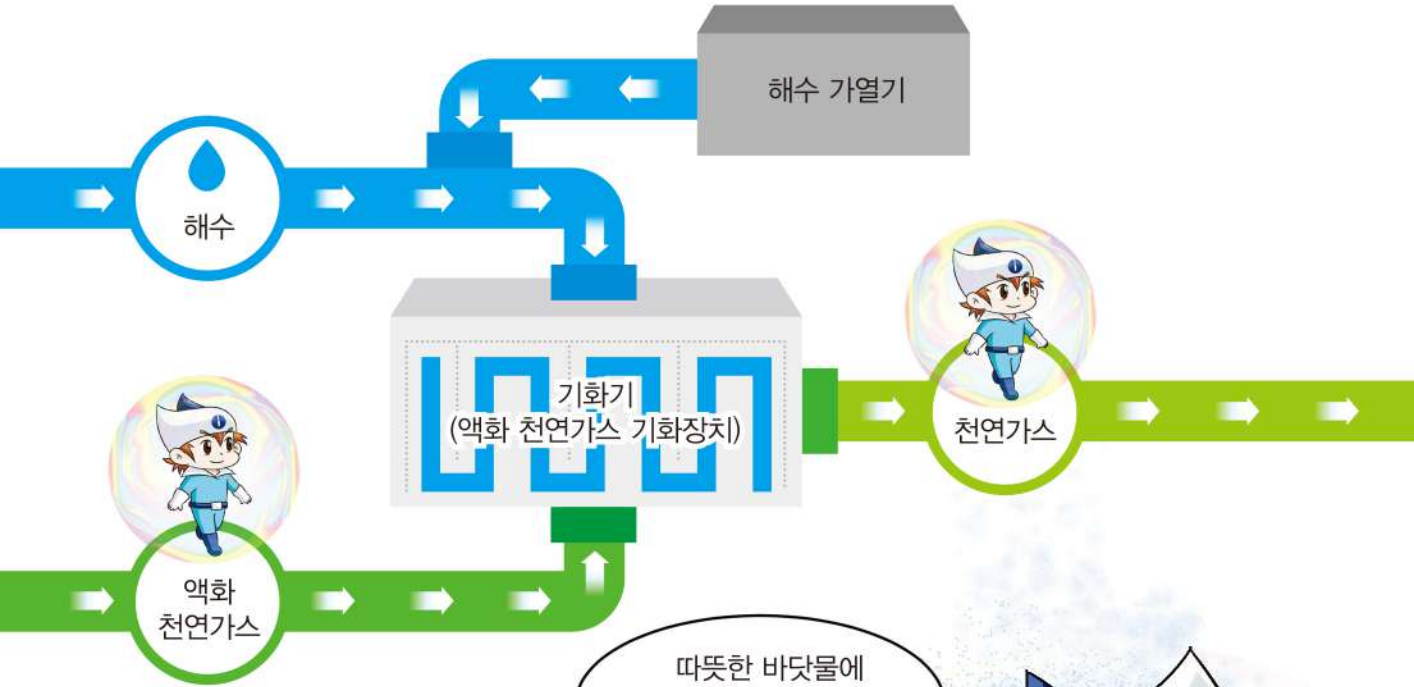 해수 가열기
해수
기화기
(액화 천연가스 기화장치)
천연가스
액화
천연가스
따뜻한 바닷물에